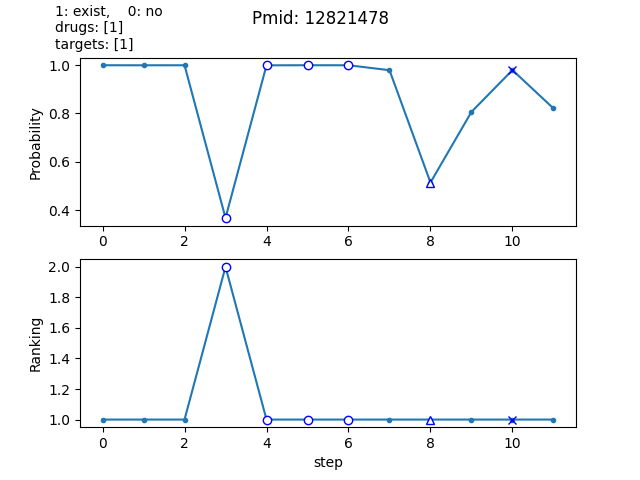 1: exist,    0: no
drugs: [1]
targets: [1]
Pmid: 12821478
Probability
1.0
0.8
0.6
0.4
0 2 4 6 8 10
Ranking
2.0
1.8
1.6
1.4
1.2
1.0
0 2 4 6 8 10
step